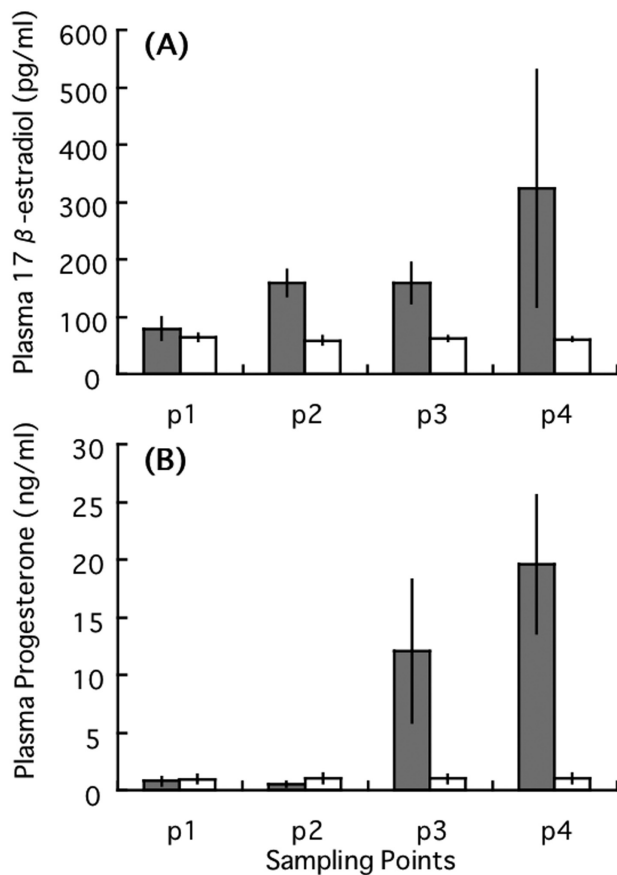 (A)
Plasma 17 β-estradiol (pg/ml)
600
500
400
300
200
100
0
p1 p2 p3 p4
(B)
Plasma Progesterone (ng/ml)
30
25
20
15
10
5
0
p1 p2 p3 p4
Sampling Points